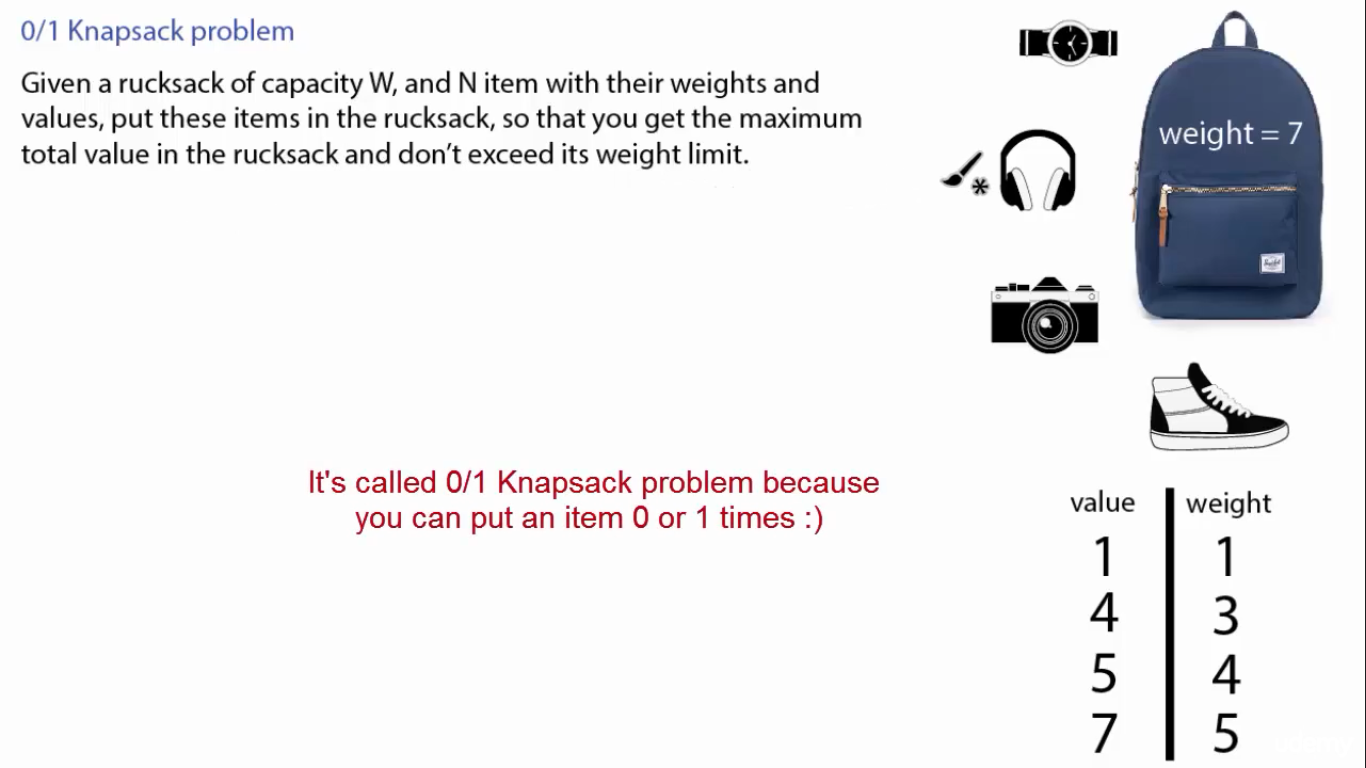 0/1 Knapsack problem
Given a rucksack of capacity W, and N item with their weights and
values, put these items in the rucksack, so that you get the maximum
total value in the rucksack and don't exceed its weight limit.
weight = 7
It's called 0/1 Knapsack problem because
you can put an item 0 or 1 times :)
value weight
1 1
4 3
5 4
7 5
udemy